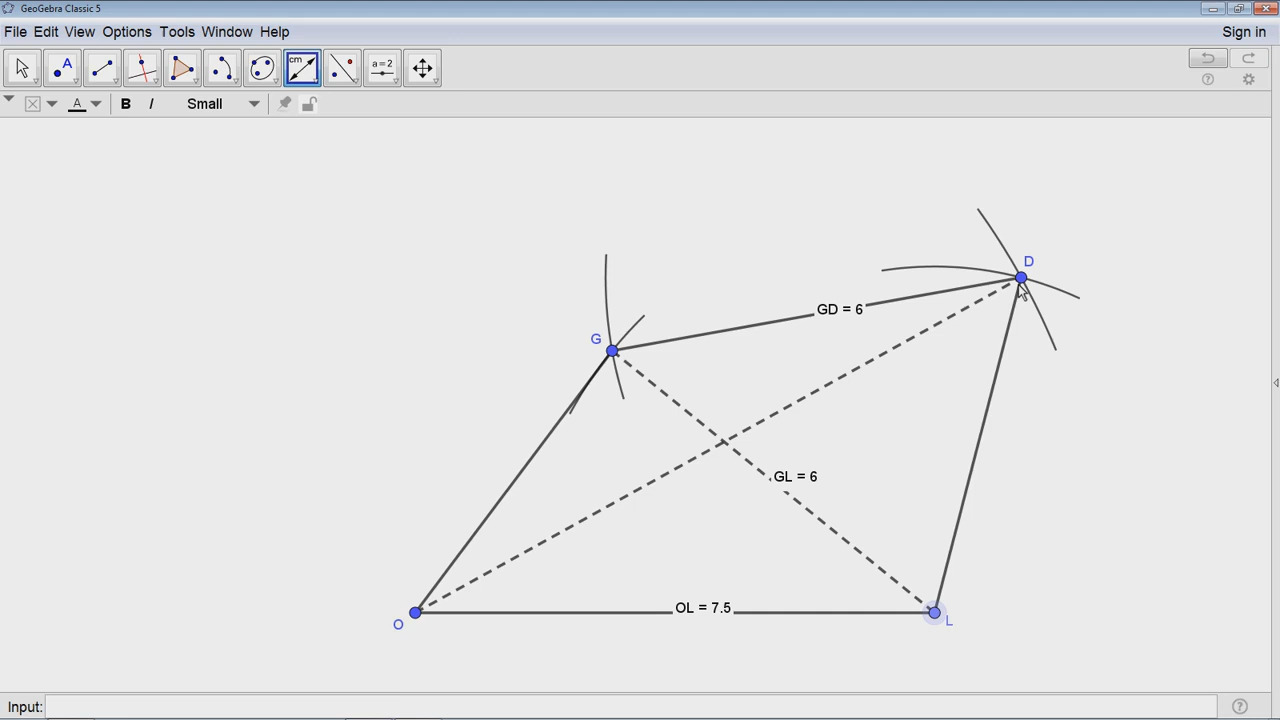 GeoGebra Classic 5
File Edit View Options Tools Window Help
Sign in
A
cm
a = 2
A
B
I
Small
D
GD = 6
G
GL = 6
OL = 7.5
O
L
Input: